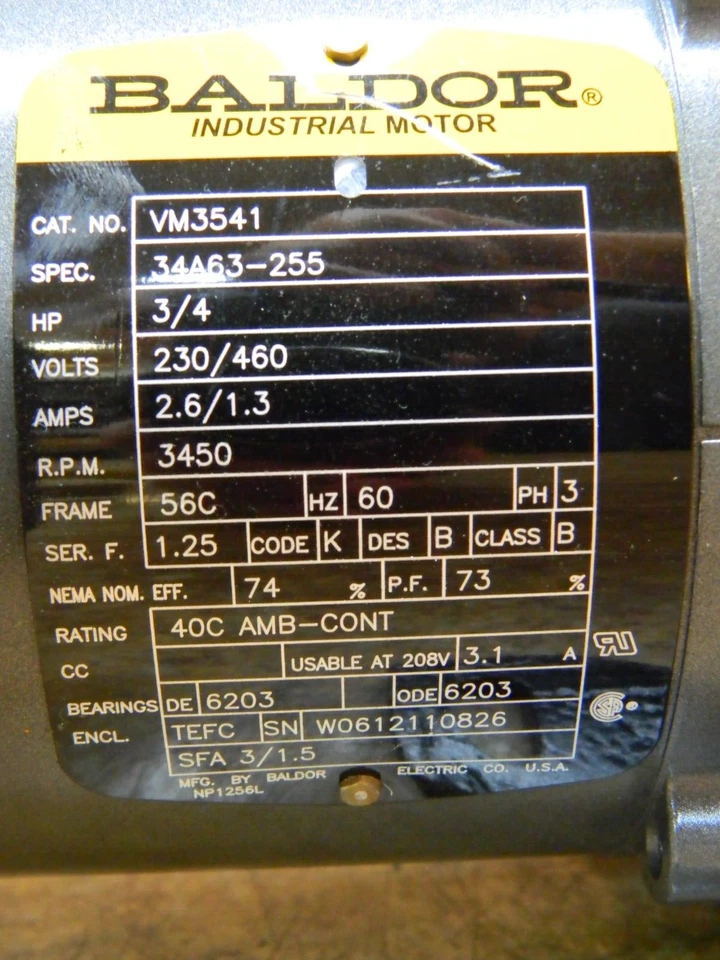 BALDOR®
INDUSTRIAL MOTOR
CAT. NO. VM3541
SPEC. 34A63-255
HP 3/4
VOLTS 230/460
AMPS 2.6/1.3
R.P.M. 3450
FRAME 56C HZ 60 PH 3
SER. F. 1.25 CODE K DES B CLASS B
NEMA NOM. EFF. 74 % P.F. 73 %
RATING 40C AMB-CONT
CC USABLE AT 208V 3.1 A
BEARINGS DE 6203 ODE 6203
ENCL. TEFC SN W0612110826
SFA 3/1.5
MFG. BY BALDOR ELECTRIC CO. U.S.A.
NP1256L